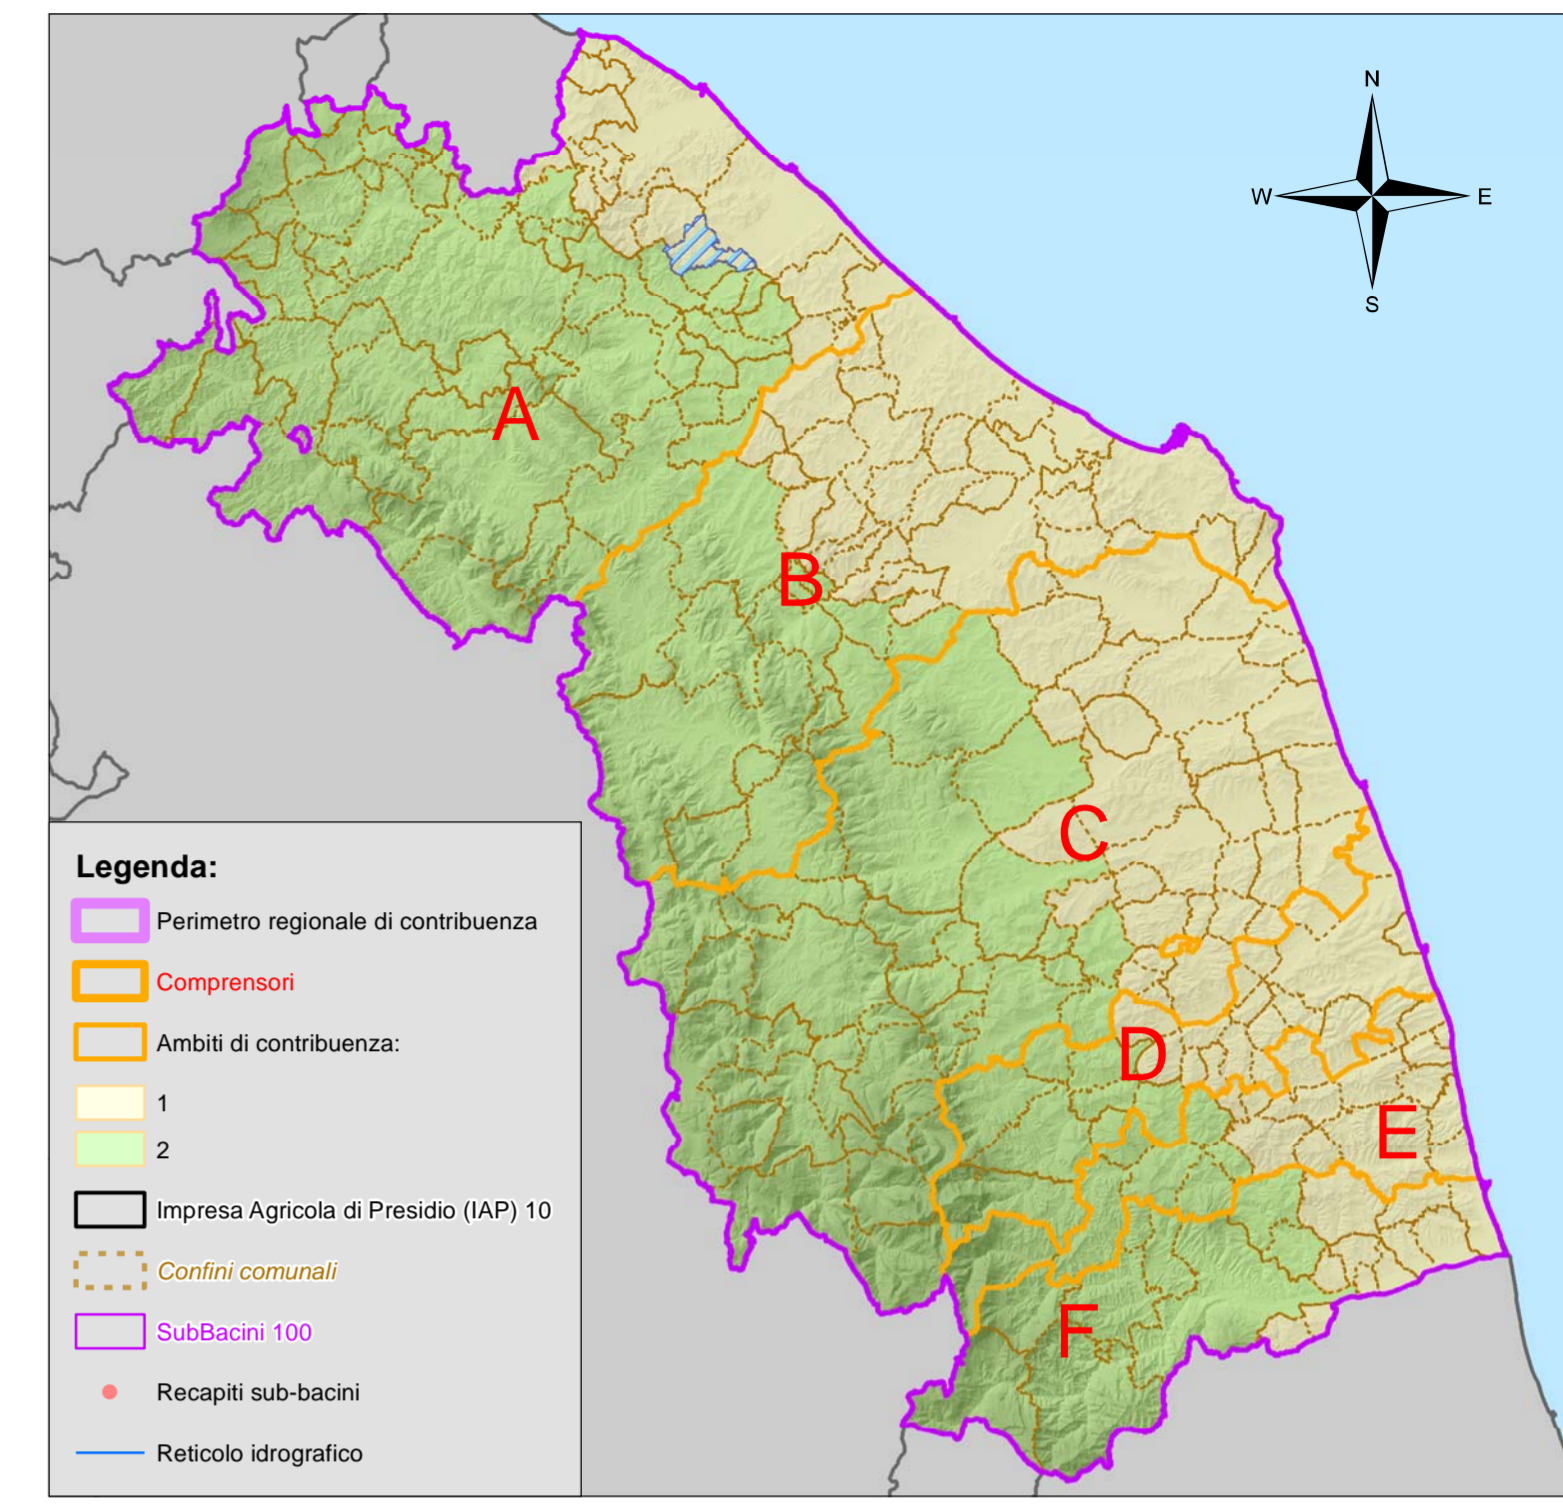 N
W E
S
A
B
C
D
E
F
Legenda:
Perimetro regionale di contribuenza
Comprensori
Ambiti di contribuenza:
1
2
Impresa Agricola di Presidio (IAP) 10
Confini comunali
SubBacini 100
Recapiti sub-bacini
Reticolo idrografico